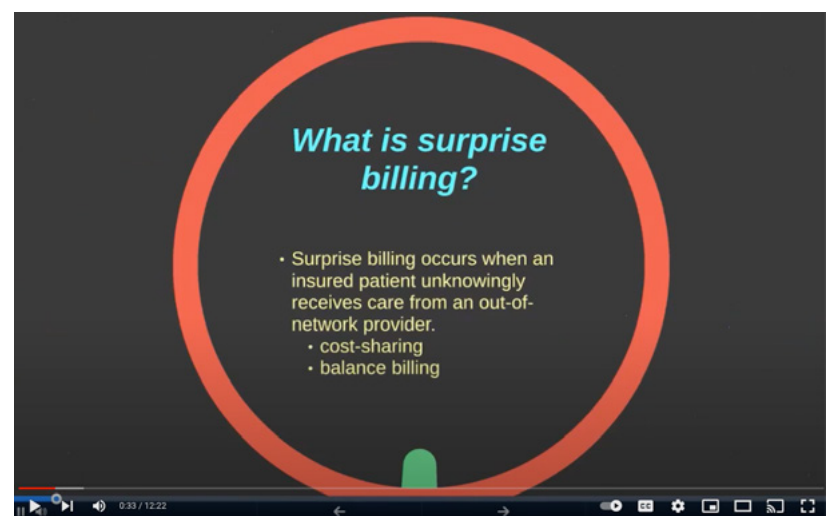 What is surprise
billing?
• Surprise billing occurs when an
insured patient unknowingly
receives care from an out-of-
network provider.
• cost-sharing
• balance billing
0:33 / 12:22
CC